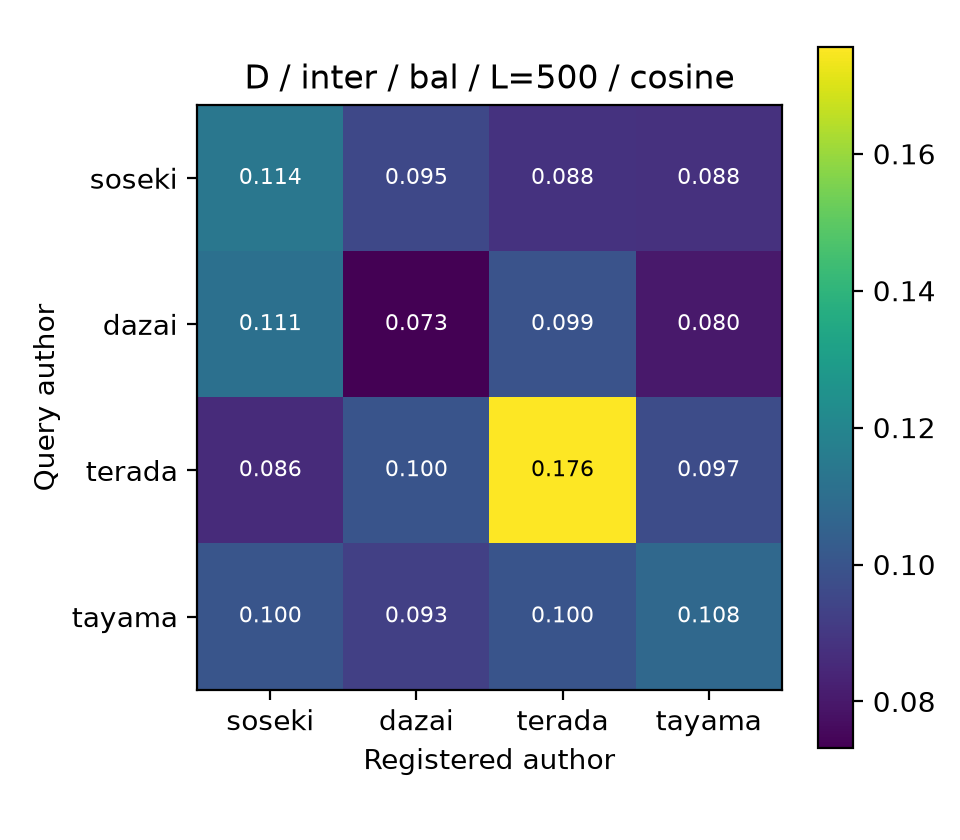 D / inter / bal / L=500 / cosine
soseki 0.114 0.095 0.088 0.088
dazai 0.111 0.073 0.099 0.080
terada 0.086 0.100 0.176 0.097
tayama 0.100 0.093 0.100 0.108
soseki dazai terada tayama
Registered author
Query author
0.16
0.14
0.12
0.10
0.08